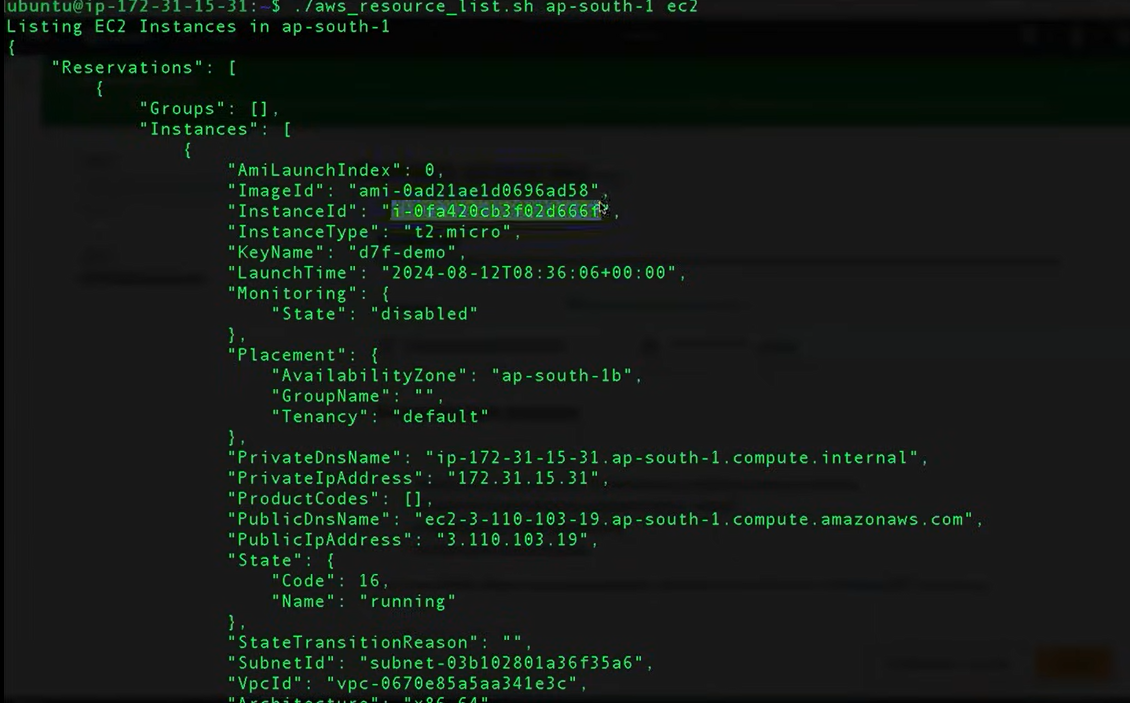 ubuntu@ip-172-31-15-31:~$ ./aws_resource_list.sh ap-south-1 ec2
Listing EC2 Instances in ap-south-1
{
    "Reservations": [
        {
            "Groups": [],
            "Instances": [
                {
                    "AmiLaunchIndex": 0,
                    "ImageId": "ami-0ad21ae1d0696ad58",
                    "InstanceId": "i-0fa420cb3f02d666f",
                    "InstanceType": "t2.micro",
                    "KeyName": "d7f-demo",
                    "LaunchTime": "2024-08-12T08:36:06+00:00",
                    "Monitoring": {
                        "State": "disabled"
                    },
                    "Placement": {
                        "AvailabilityZone": "ap-south-1b",
                        "GroupName": "",
                        "Tenancy": "default"
                    },
                    "PrivateDnsName": "ip-172-31-15-31.ap-south-1.compute.internal",
                    "PrivateIpAddress": "172.31.15.31",
                    "ProductCodes": [],
                    "PublicDnsName": "ec2-3-110-103-19.ap-south-1.compute.amazonaws.com",
                    "PublicIpAddress": "3.110.103.19",
                    "State": {
                        "Code": 16,
                        "Name": "running"
                    },
                    "StateTransitionReason": "",
                    "SubnetId": "subnet-03b102801a36f35a6",
                    "VpcId": "vpc-0670e85a5aa341e3c",
                    "Architecture": "x86_64",